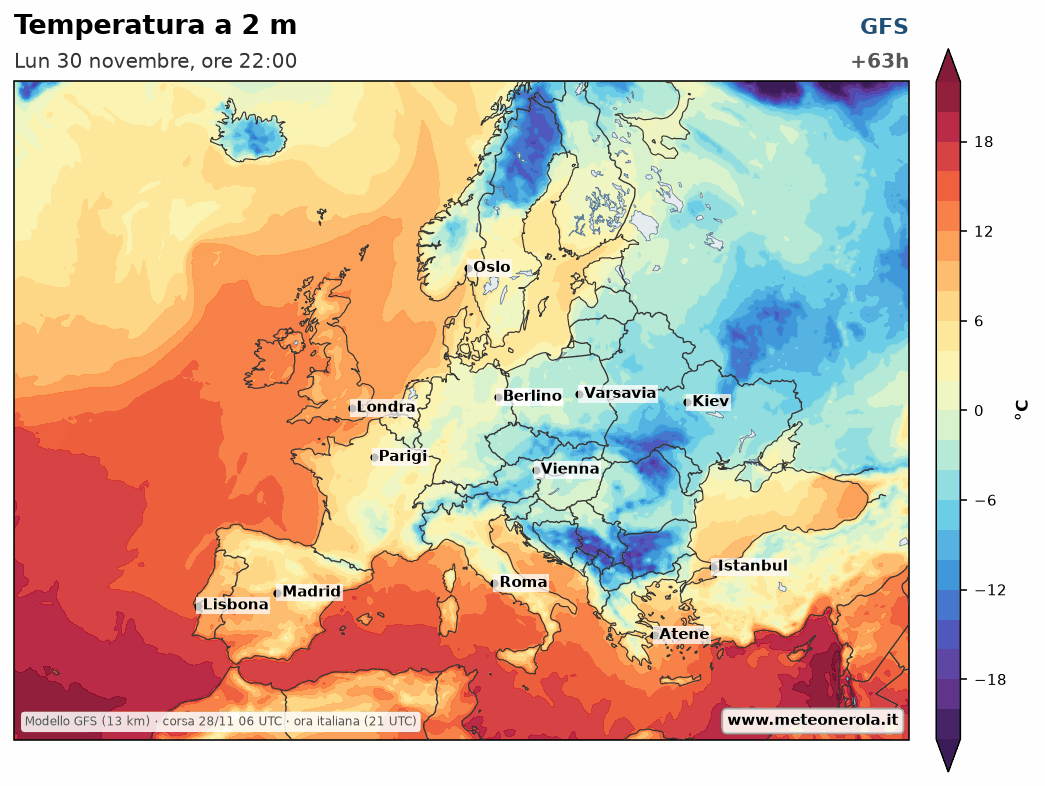 Temperatura a 2 m
GFS
Lun 30 novembre, ore 22:00
+63h
Oslo
Londra
Berlino
Varsavia
Kiev
Parigi
Vienna
Istanbul
Roma
Madrid
Lisbona
Atene
18
12
6
0
−6
−12
−18
°C
Modello GFS (13 km) · corsa 28/11 06 UTC · ora italiana (21 UTC)
www.meteonerola.it